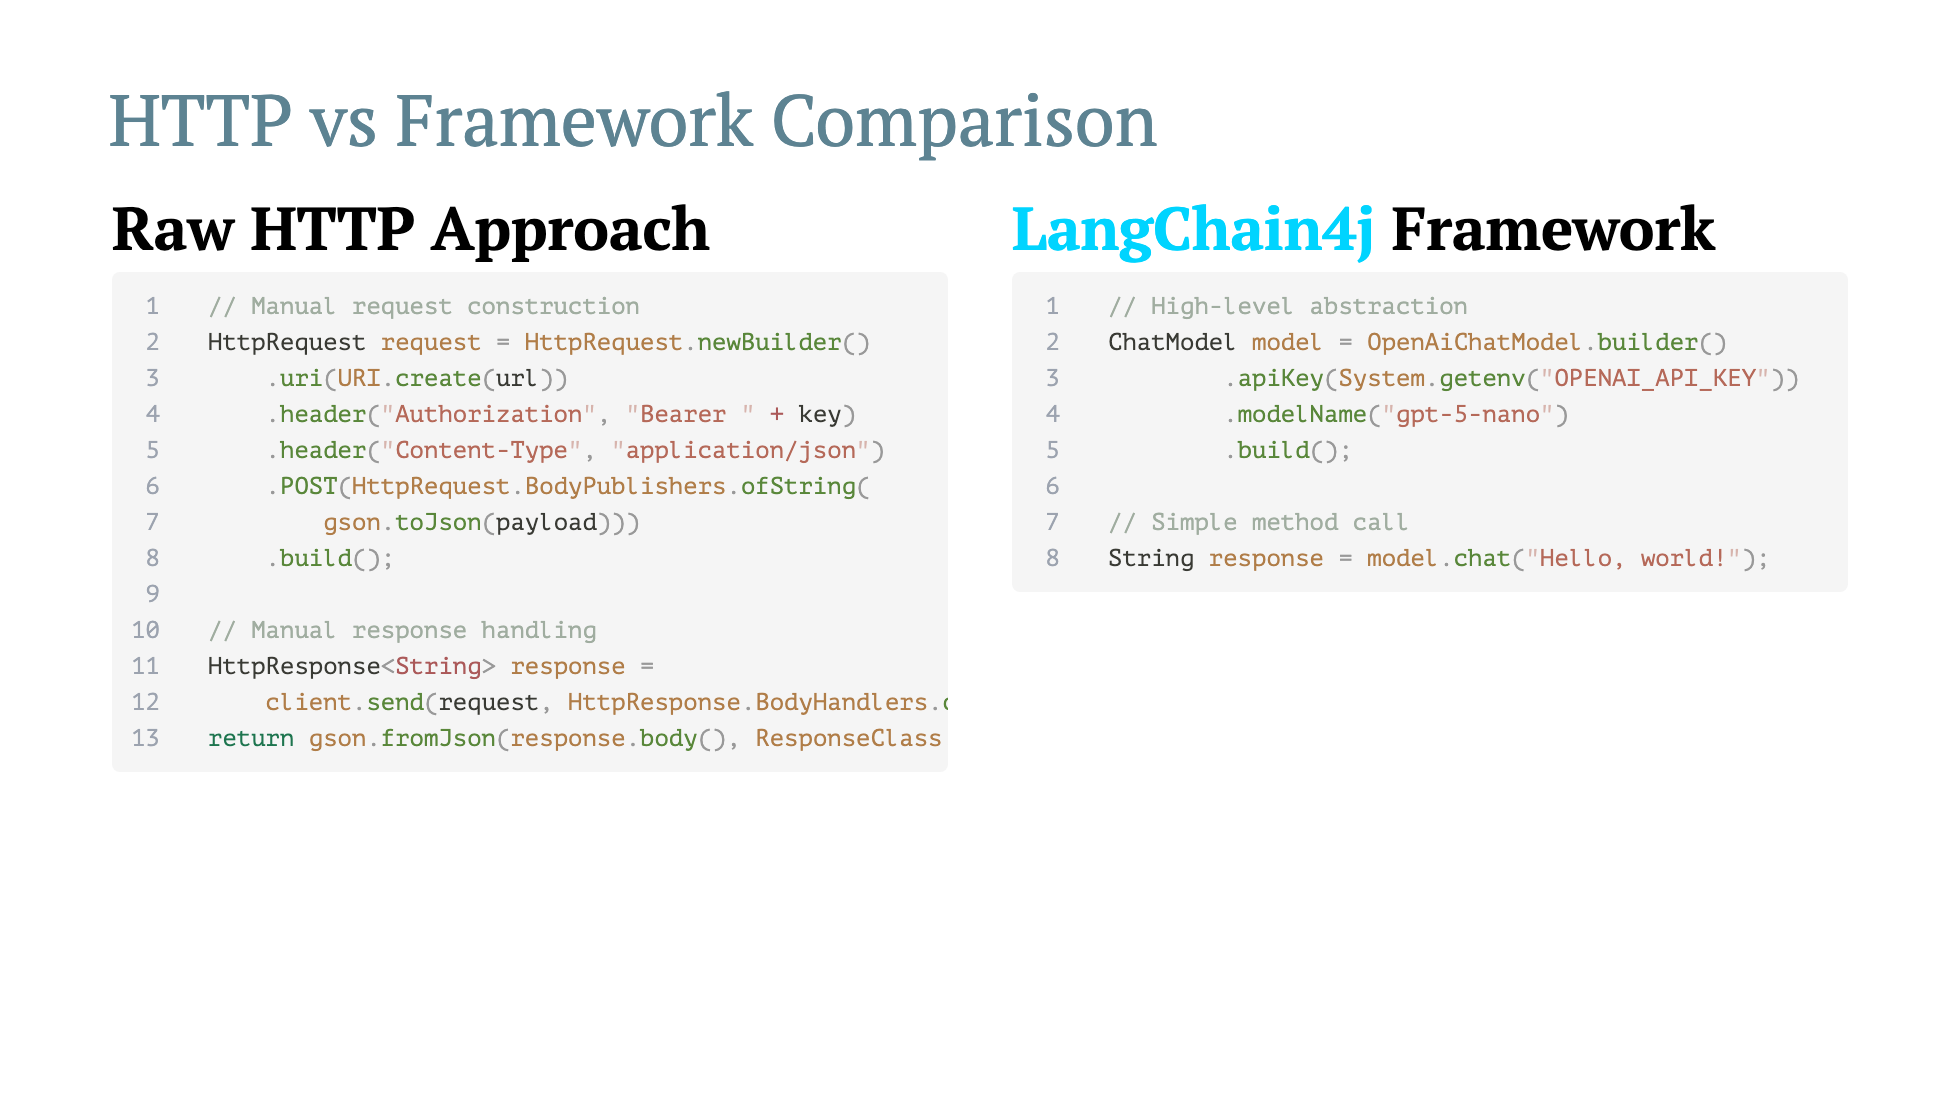 HTTP vs Framework Comparison
Raw HTTP Approach
1 // Manual request construction
2 HttpRequest request = HttpRequest.newBuilder()
3     .uri(URI.create(url))
4     .header("Authorization", "Bearer " + key)
5     .header("Content-Type", "application/json")
6     .POST(HttpRequest.BodyPublishers.ofString(
7         gson.toJson(payload)))
8     .build();
9
10 // Manual response handling
11 HttpResponse<String> response =
12     client.send(request, HttpResponse.BodyHandlers.
13 return gson.fromJson(response.body(), ResponseClass
LangChain4j Framework
1 // High-level abstraction
2 ChatModel model = OpenAiChatModel.builder()
3         .apiKey(System.getenv("OPENAI_API_KEY"))
4         .modelName("gpt-5-nano")
5         .build();
6
7 // Simple method call
8 String response = model.chat("Hello, world!");